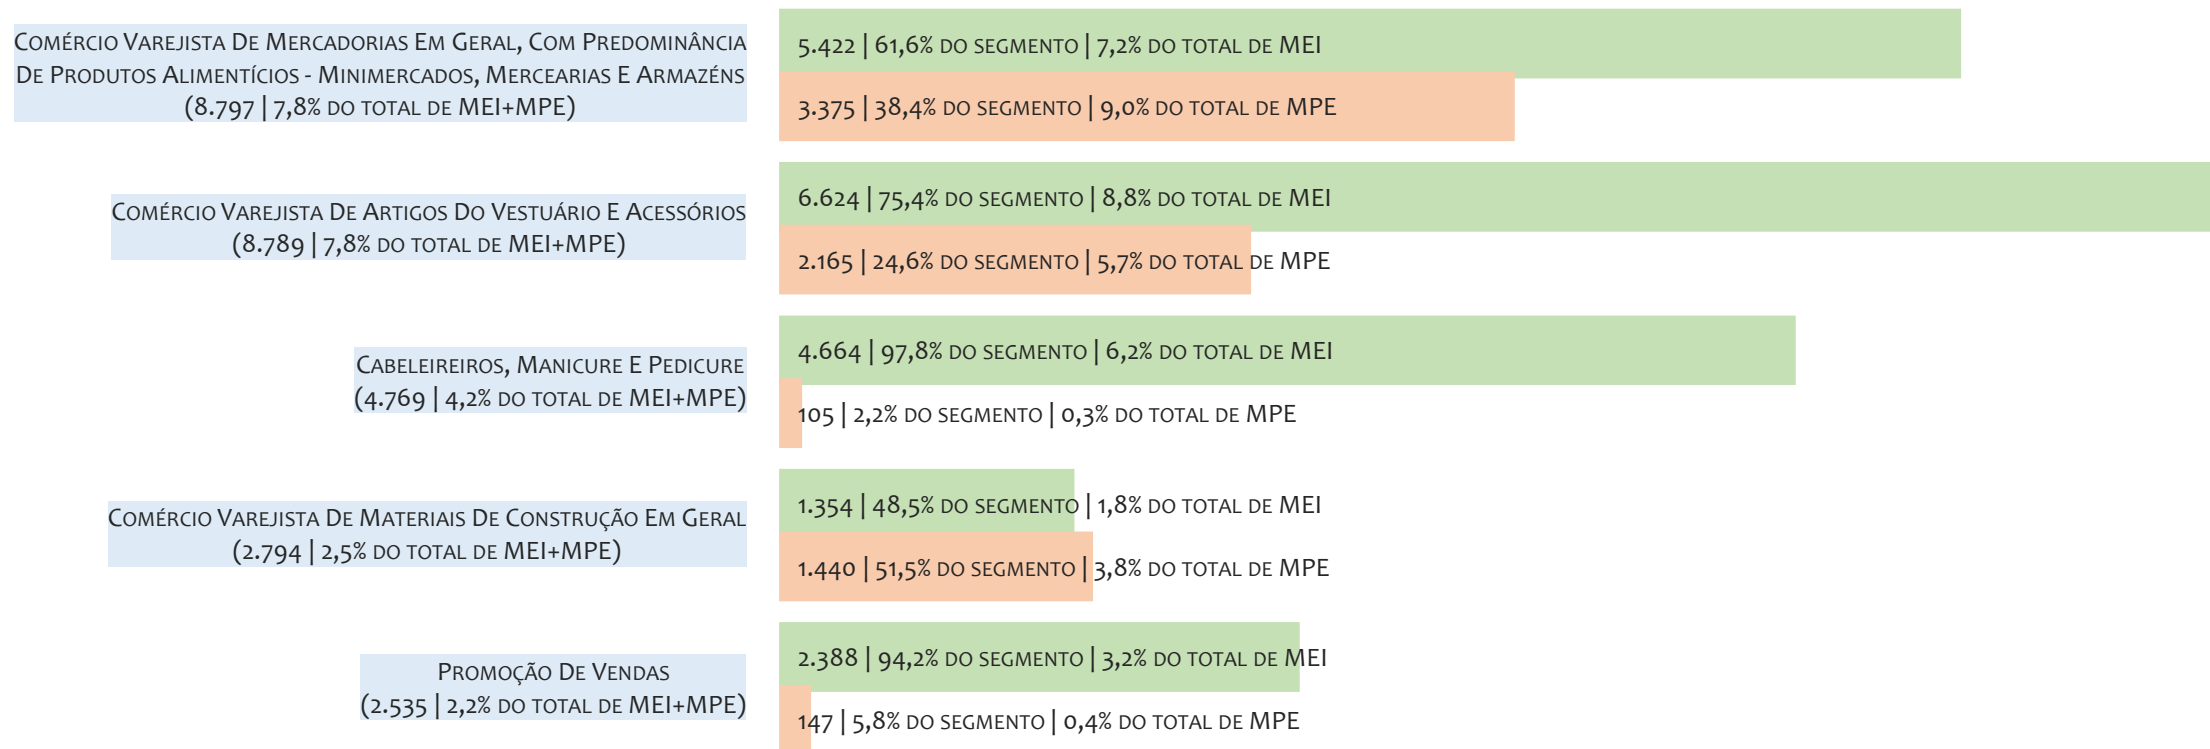 Comércio Varejista De Mercadorias Em Geral, Com Predominância
De Produtos Alimentícios - Minimercados, Mercearias E Armazéns
(8.797 | 7,8% do total de MEI+MPE)
5.422 | 61,6% do segmento | 7,2% do total de MEI
3.375 | 38,4% do segmento | 9,0% do total de MPE
Comércio Varejista De Artigos Do Vestuário E Acessórios
(8.789 | 7,8% do total de MEI+MPE)
6.624 | 75,4% do segmento | 8,8% do total de MEI
2.165 | 24,6% do segmento | 5,7% do total de MPE
Cabeleireiros, Manicure E Pedicure
(4.769 | 4,2% do total de MEI+MPE)
4.664 | 97,8% do segmento | 6,2% do total de MEI
105 | 2,2% do segmento | 0,3% do total de MPE
Comércio Varejista De Materiais De Construção Em Geral
(2.794 | 2,5% do total de MEI+MPE)
1.354 | 48,5% do segmento | 1,8% do total de MEI
1.440 | 51,5% do segmento | 3,8% do total de MPE
Promoção De Vendas
(2.535 | 2,2% do total de MEI+MPE)
2.388 | 94,2% do segmento | 3,2% do total de MEI
147 | 5,8% do segmento | 0,4% do total de MPE